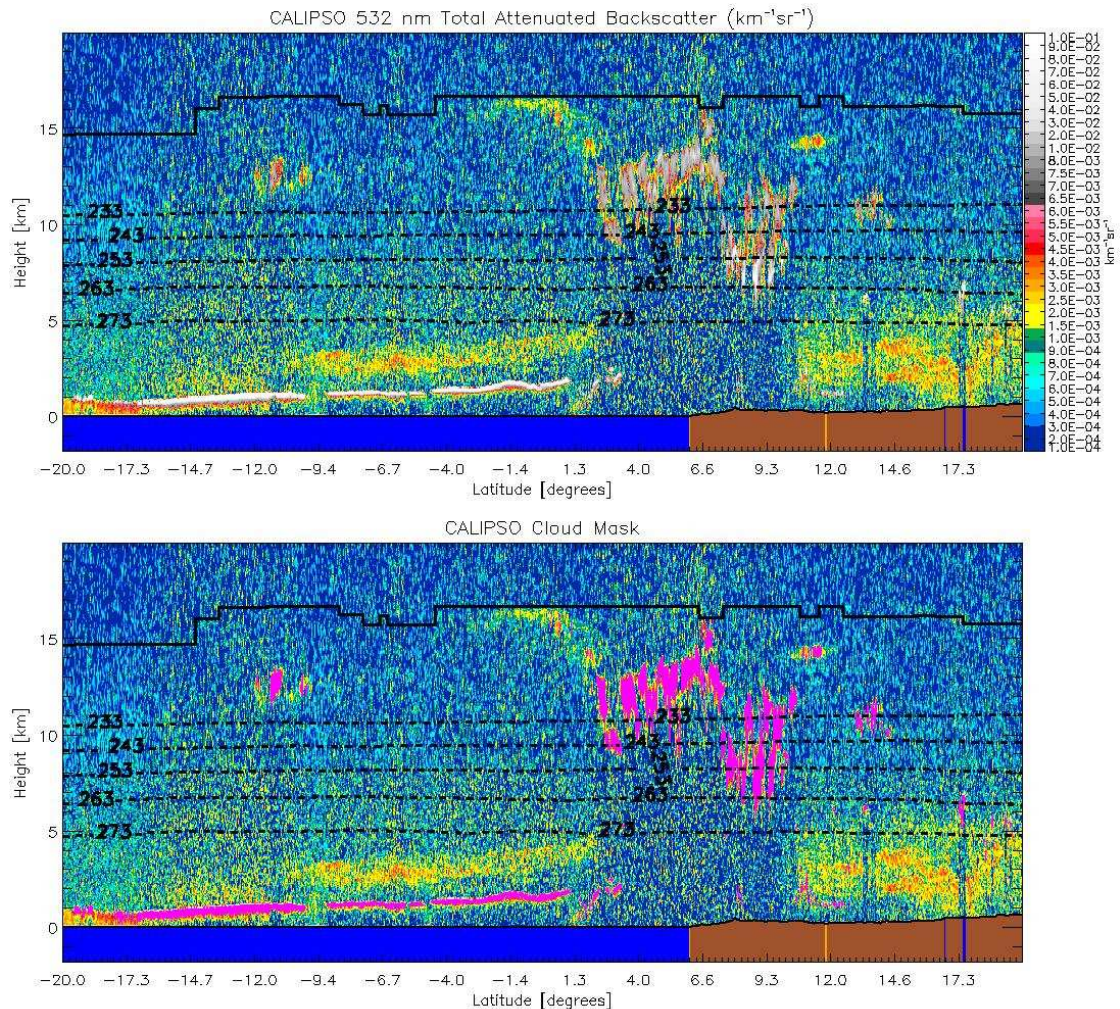 CALIPSO 532 nm Total Attenuated Backscatter (km⁻¹sr⁻¹)
15
10
5
0
Height [km]
233
243
253
263
273
233
243
253
263
273
-20.0 -17.3 -14.7 -12.0 -9.4 -6.7 -4.0 -1.4 1.3 4.0 6.6 9.3 12.0 14.6 17.3
Latitude [degrees]
1.0E-01
9.0E-02
8.0E-02
7.0E-02
6.0E-02
5.0E-02
4.0E-02
3.0E-02
2.0E-02
1.0E-02
8.0E-03
7.5E-03
7.0E-03
6.5E-03
6.0E-03
5.5E-03
5.0E-03
4.5E-03
4.0E-03
3.5E-03
3.0E-03
2.5E-03
2.0E-03
1.5E-03
1.0E-03
9.0E-04
8.0E-04
7.0E-04
6.0E-04
5.0E-04
4.0E-04
3.0E-04
2.0E-04
1.0E-04
km⁻¹sr⁻¹
CALIPSO Cloud Mask
15
10
5
0
Height [km]
233
243
253
263
273
233
243
253
263
273
-20.0 -17.3 -14.7 -12.0 -9.4 -6.7 -4.0 -1.4 1.3 4.0 6.6 9.3 12.0 14.6 17.3
Latitude [degrees]